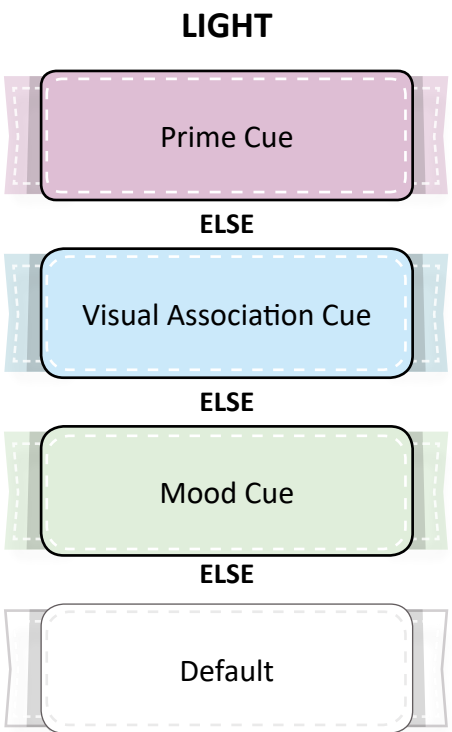 LIGHT
Prime Cue
ELSE
Visual Association Cue
ELSE
Mood Cue
ELSE
Default